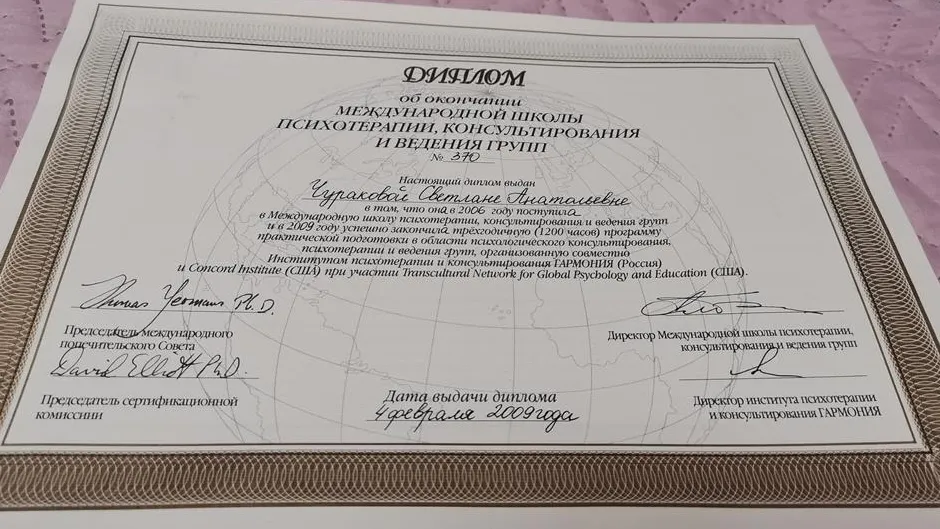 ДИПЛОМ
об окончании
МЕЖДУНАРОДНОЙ ШКОЛЫ
ПСИХОТЕРАПИИ, КОНСУЛЬТИРОВАНИЯ
И ВЕДЕНИЯ ГРУПП
№ 370
Настоящий диплом выдан
Чураковой Светлане Анатольевне
в том, что она в 2006 году поступила
в Международную школу психотерапии, консультирования и ведения групп
и в 2009 году успешно закончила трёхгодичную (1200 часов) программу
практической подготовки в области психологического консультирования,
психотерапии и ведения групп, организованную совместно
Институтом психотерапии и консультирования ГАРМОНИЯ (Россия)
и Concord Institute (США) при участии Transcultural Network for Global Psychology and Education (США).
Thomas Yeomans Ph.D.
Председатель международного
попечительского Совета
David Elliott Ph.D.
Председатель сертификационной
комиссии
Директор Международной школы психотерапии,
консультирования и ведения групп
Директор института психотерапии
и консультирования ГАРМОНИЯ
Дата выдачи диплома
4 февраля 2009 года